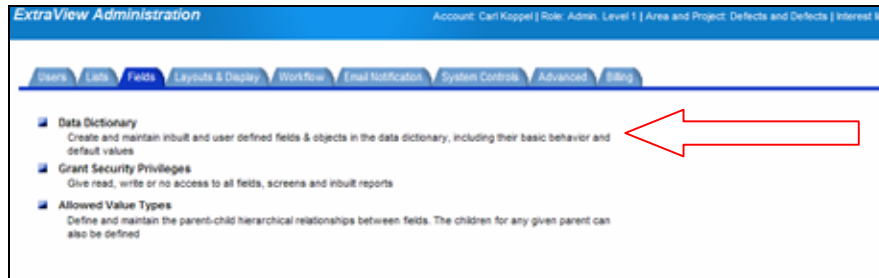 ExtraView Administration
Account: Carl Koppel | Role: Admin. Level 1 | Area and Project: Defects and Defects | Interest li
Users
Lists
Fields
Layouts & Display
Workflow
Email Notification
System Controls
Advanced
Billing
Data Dictionary
Create and maintain inbuilt and user defined fields & objects in the data dictionary, including their basic behavior and
default values
Grant Security Privileges
Give read, write or no access to all fields, screens and inbuilt reports
Allowed Value Types
Define and maintain the parent-child hierarchical relationships between fields. The children for any given parent can
also be defined